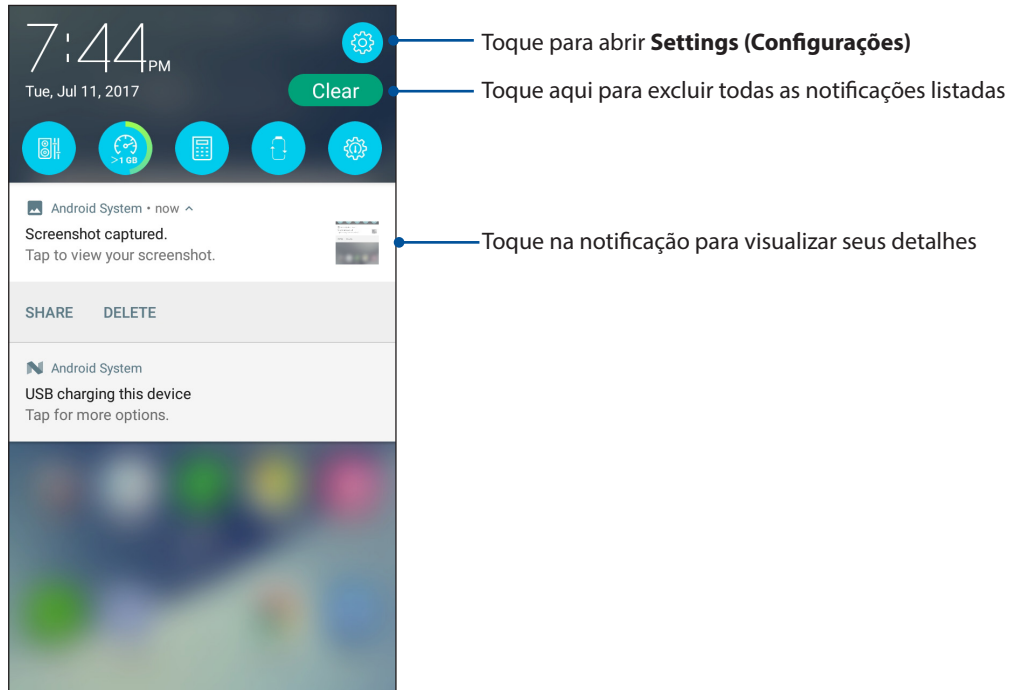 7:44 PM
Toque para abrir Settings (Configurações)
Tue, Jul 11, 2017
Clear
Toque aqui para excluir todas as notificações listadas
>1 GB
Android System • now
Screenshot captured.
Tap to view your screenshot.
Toque na notificação para visualizar seus detalhes
SHARE DELETE
Android System
USB charging this device
Tap for more options.